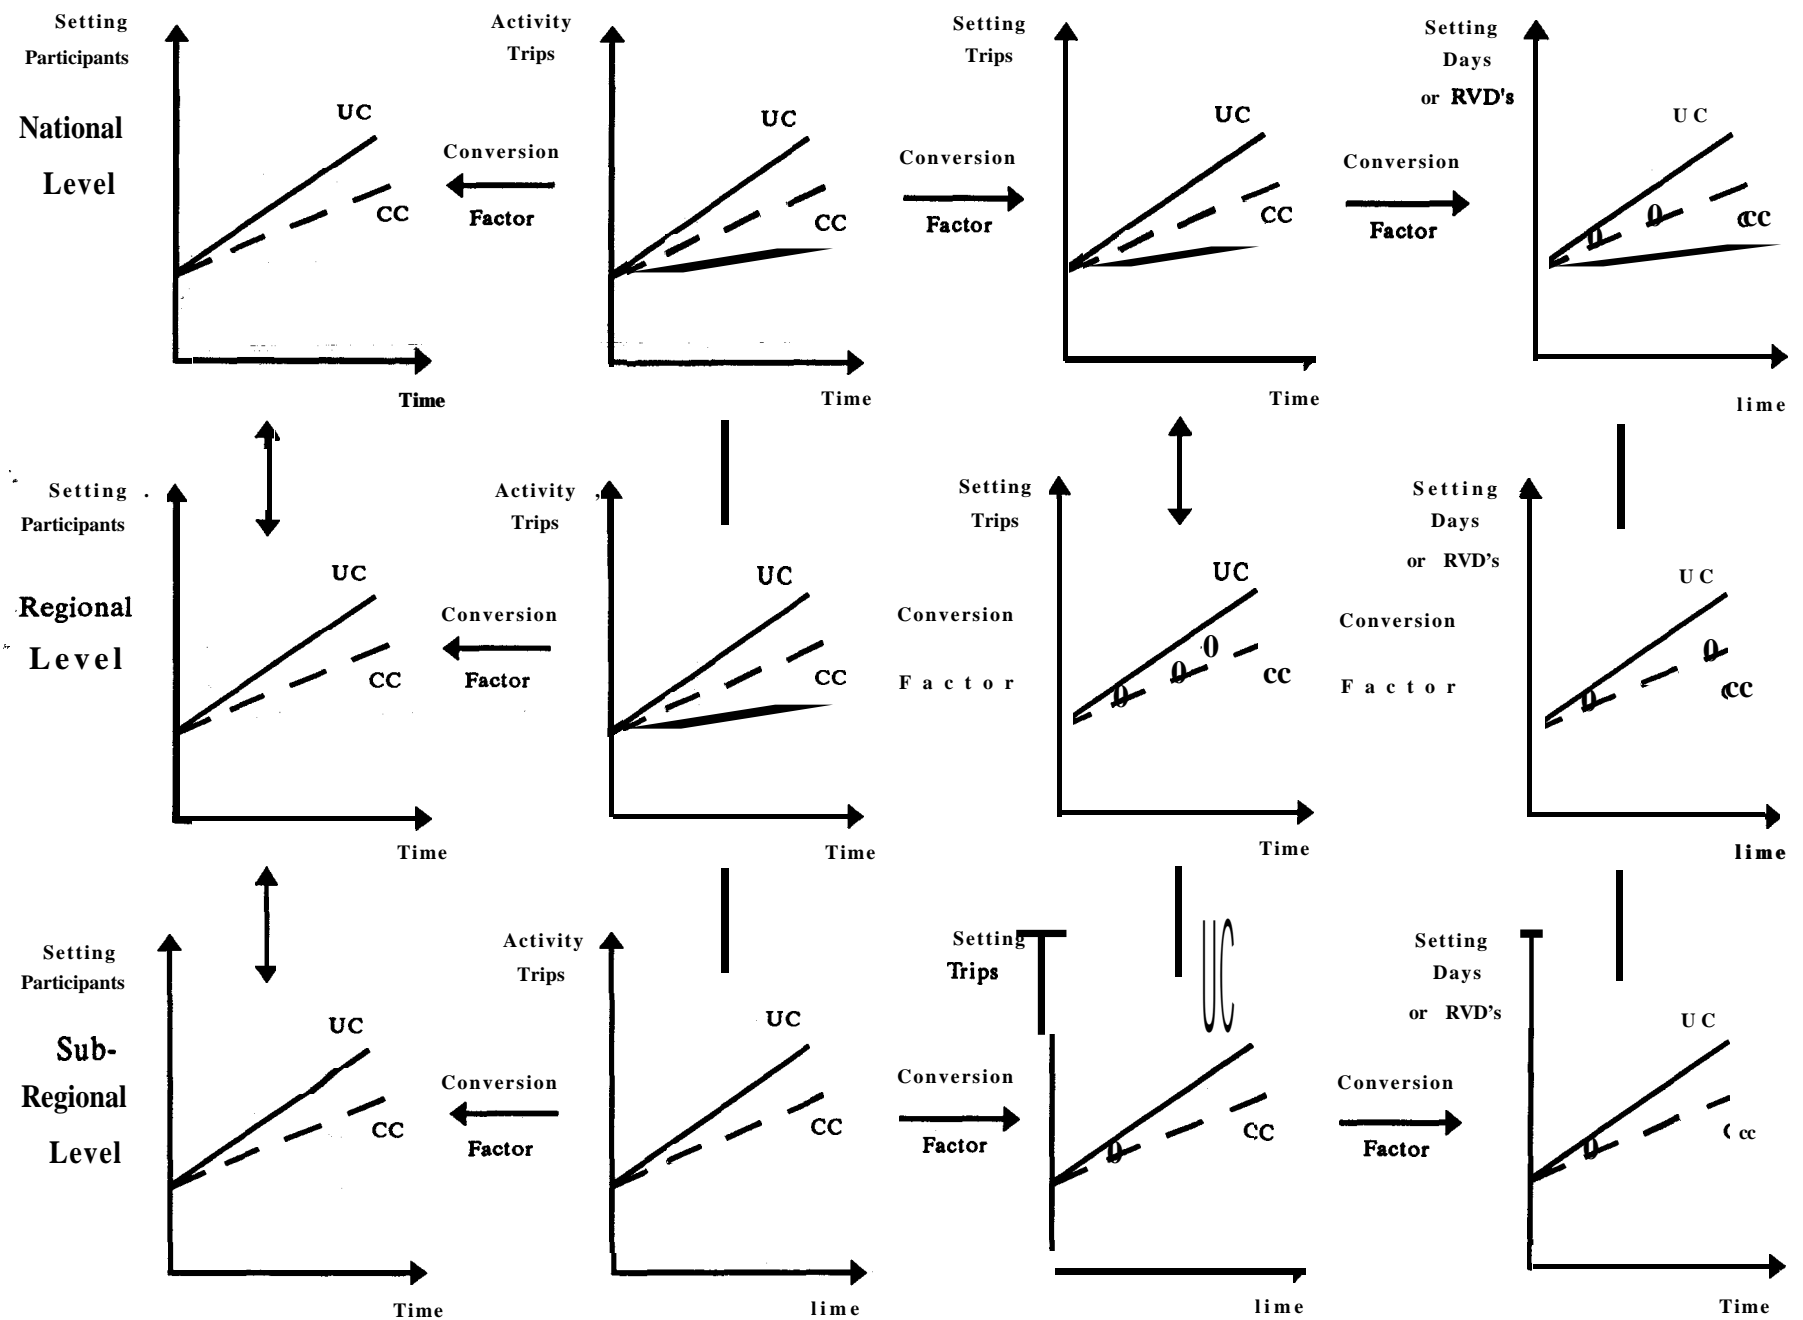 Setting
Participants
National
Level
UC
CC
Time
Conversion
Factor
Activity
Trips
UC
CC
Time
Conversion
Factor
Setting
Trips
UC
CC
Time
Conversion
Factor
Setting
Days
or RVD's
U C
CC
lime
Setting
Participants
Regional
Level
UC
CC
Time
Conversion
Factor
Activity
Trips
UC
CC
Time
Conversion
Factor
Setting
Trips
UC
cc
Time
Conversion
Factor
Setting
Days
or RVD's
U C
cc
lime
Setting
Participants
Sub-
Regional
Level
UC
CC
Time
Conversion
Factor
Activity
Trips
UC
CC
lime
Conversion
Factor
Setting
Trips
UC
CC
lime
Conversion
Factor
Setting
Days
or RVD's
U C
cc
Time